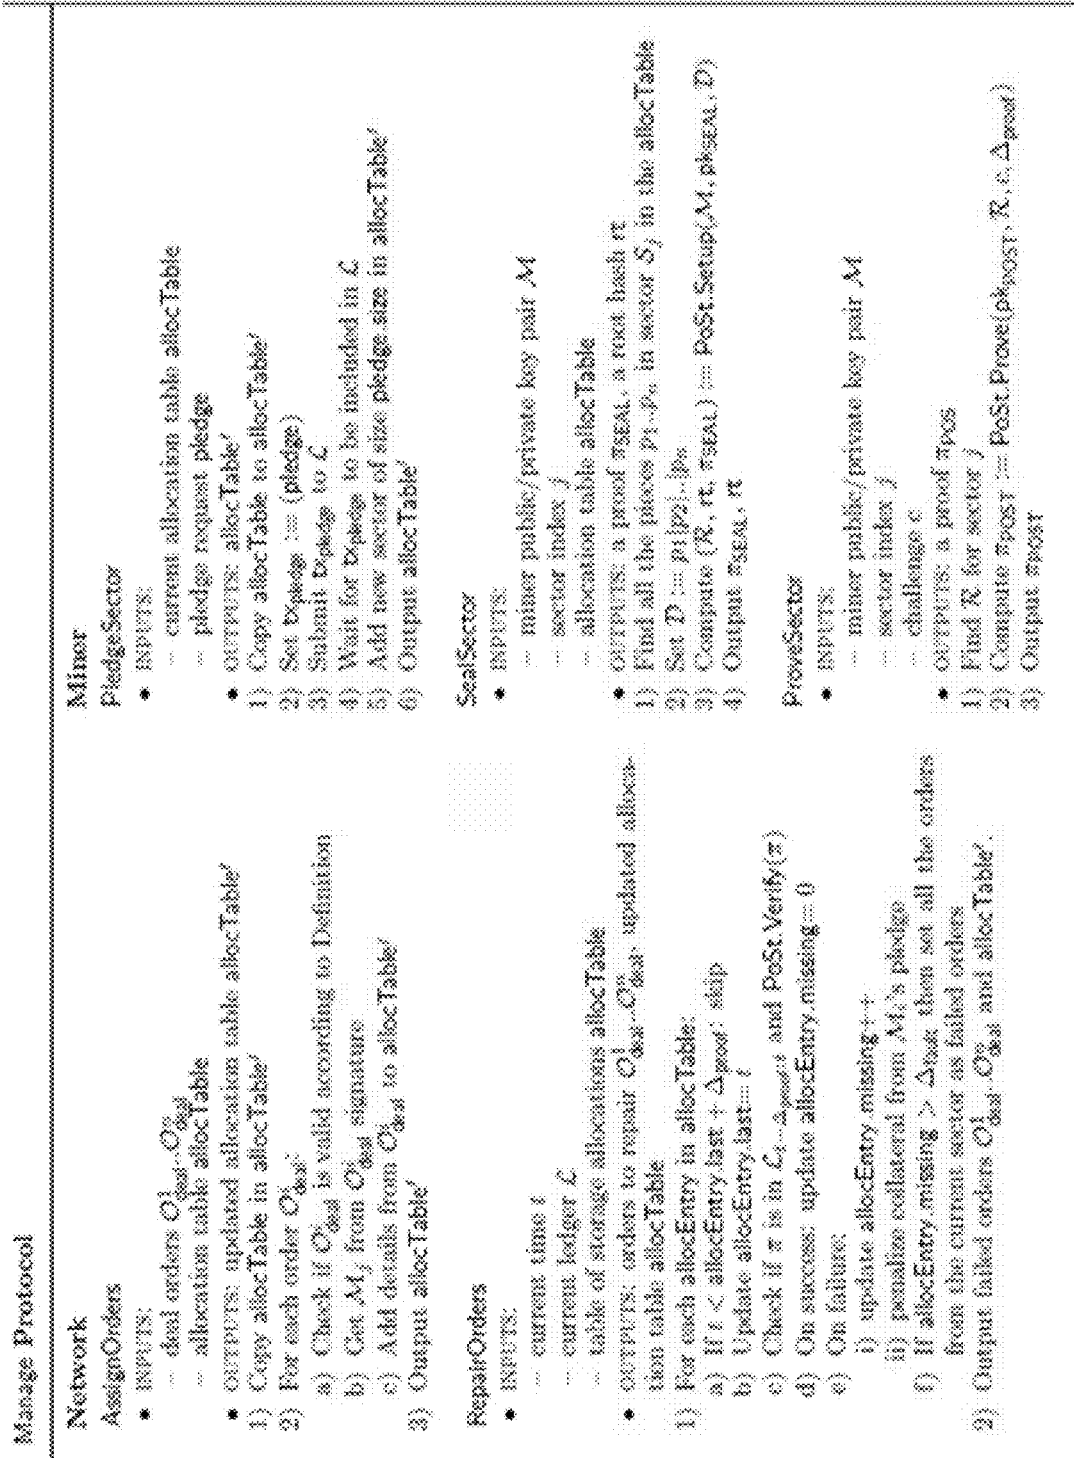 Manage Protocol
Network
AssignOrders
• INPUTS:
– deal orders O¹deal..Oⁿdeal
– allocation table allocTable
• OUTPUTS: updated allocation table allocTable′
1) Copy allocTable in allocTable′
2) For each order Oⁱdeal:
a) Check if Oⁱdeal is valid according to Definition
b) Get Mj from Oⁱdeal signature
c) Add details from Oⁱdeal to allocTable′
3) Output allocTable′
RepairOrders
• INPUTS:
– current time t
– current ledger L
– table of storage allocations allocTable
• OUTPUTS: orders to repair O¹deal..Oⁿdeal, updated alloca-
tion table allocTable
1) For each allocEntry in allocTable:
a) If t < allocEntry.last + Δproof: skip
b) Update allocEntry.last = t
c) Check if π is in Lt−Δproof:t and PoSt.Verify(π)
d) On success: update allocEntry.missing = 0
e) On failure:
i) update allocEntry.missing++
ii) penalize collateral from Mi's pledge
f) If allocEntry.missing > Δfault then set all the orders
from the current sector as failed orders
2) Output failed orders O¹deal..Oⁿdeal and allocTable′.
Miner
PledgeSector
• INPUTS:
– current allocation table allocTable
– pledge request pledge
• OUTPUTS: allocTable′
1) Copy allocTable to allocTable′
2) Set txpledge := (pledge)
3) Submit txpledge to L
4) Wait for txpledge to be included in L
5) Add new sector of size pledge.size in allocTable′
6) Output allocTable′
SealSector
• INPUTS:
– miner public/private key pair M
– sector index j
– allocation table allocTable
• OUTPUTS: a proof πSEAL, a root hash rt
1) Find all the pieces p1..pn in sector Sj in the allocTable
2) Set D := p1|p2|..pn
3) Compute (R, rt, πSEAL) := PoSt.Setup(M, pkSEAL, D)
4) Output πSEAL, rt
ProveSector
• INPUTS:
– miner public/private key pair M
– sector index j
– challenge c
• OUTPUTS: a proof πPOS
1) Find R for sector j
2) Compute πPOST := PoSt.Prove(pkPOST, R, c, Δproof)
3) Output πPOST